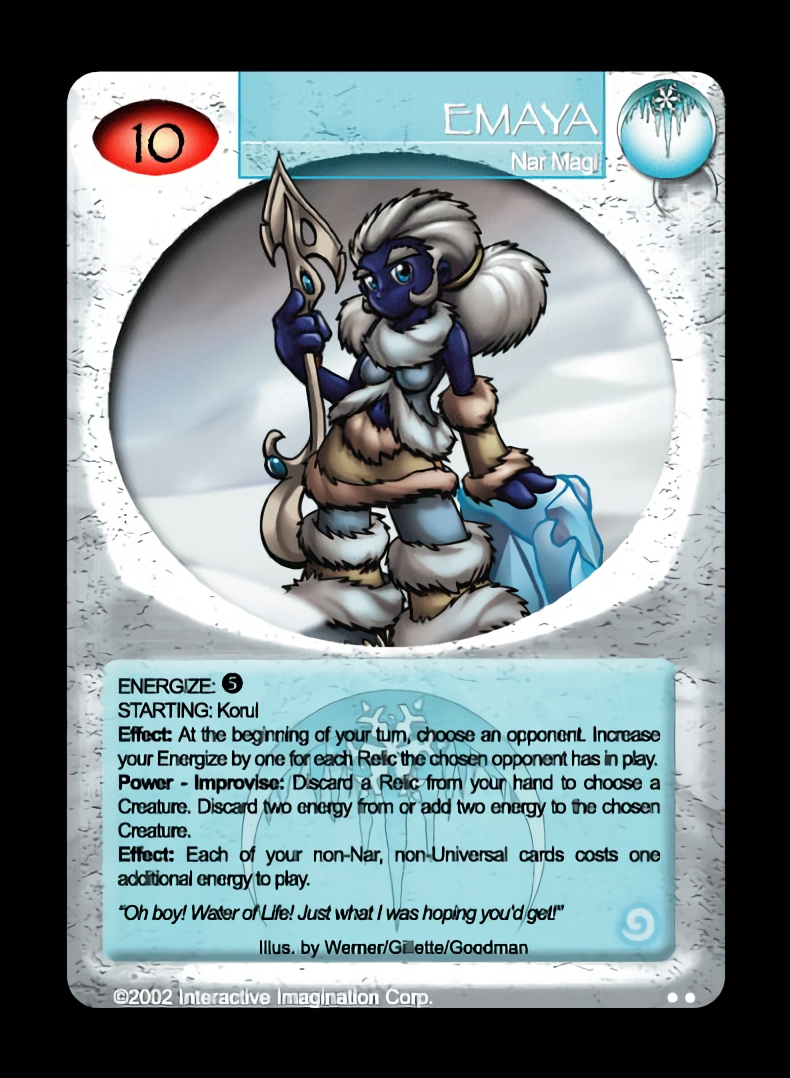 10
EMAYA
Nar Magi
ENERGIZE: 5
STARTING: Korul
Effect: At the beginning of your turn, choose an opponent. Increase
your Energize by one for each Relic the chosen opponent has in play.
Power - Improvise: Discard a Relic from your hand to choose a
Creature. Discard two energy from or add two energy to the chosen
Creature.
Effect: Each of your non-Nar, non-Universal cards costs one
additional energy to play.
"Oh boy! Water of Life! Just what I was hoping you'd get!"
Illus. by Werner/Gillette/Goodman
©2002 Interactive Imagination Corp.